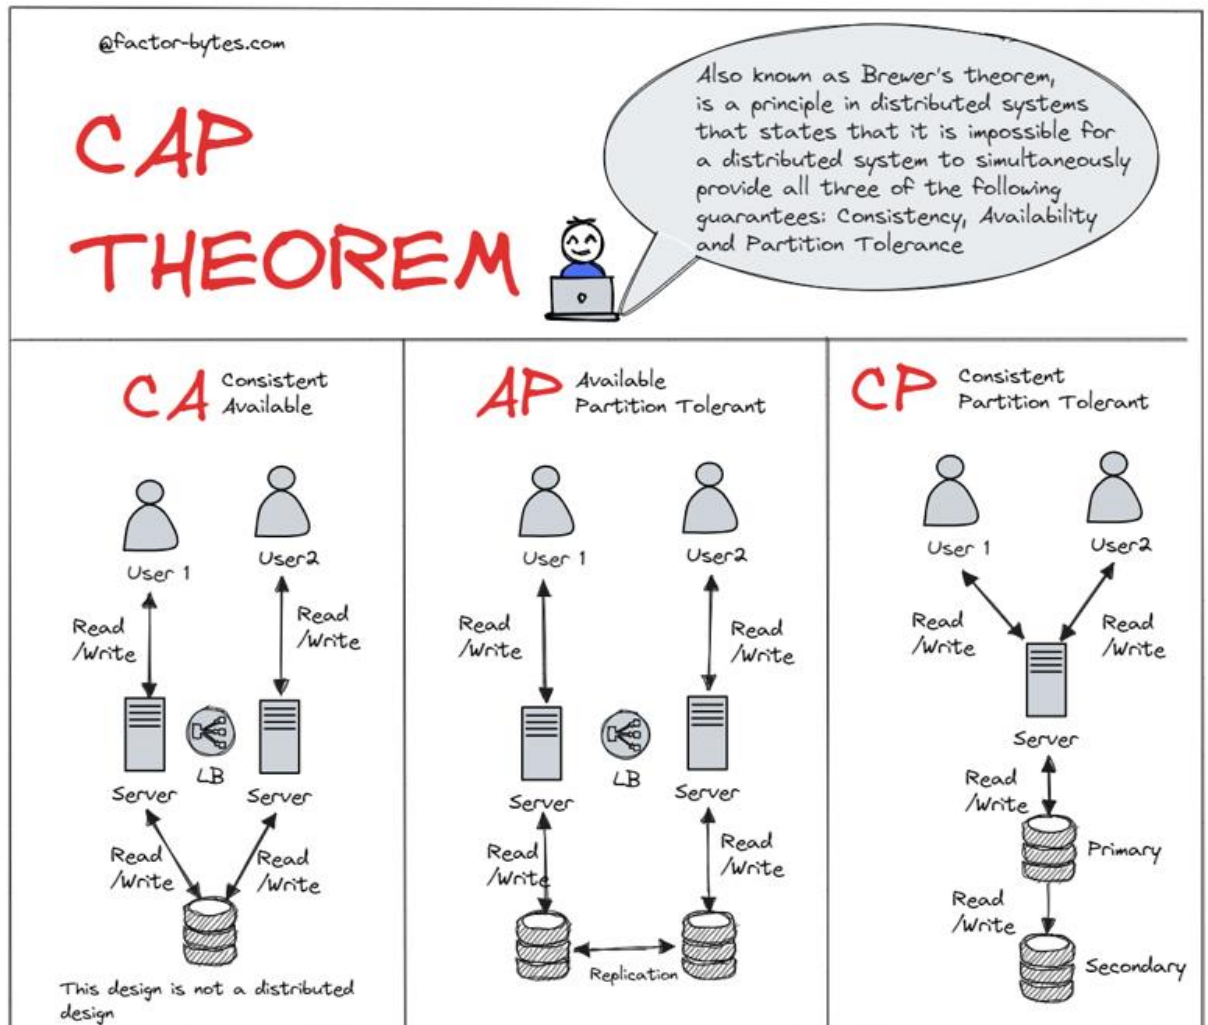 @factor-bytes.com
CAP
THEOREM
Also known as Brewer's theorem,
is a principle in distributed systems
that states that it is impossible for
a distributed system to simultaneously
provide all three of the following
guarantees: Consistency, Availability
and Partition Tolerance
CA
Consistent
Available
User 1
User2
Read
/Write
Read
/Write
LB
Server
Server
Read
/Write
Read
/Write
This design is not a distributed
design
AP
Available
Partition Tolerant
User 1
User2
Read
/Write
Read
/Write
LB
Server
Server
Read
/Write
Read
/Write
Replication
CP
Consistent
Partition Tolerant
User 1
User2
Read
/Write
Read
/Write
Server
Read
/Write
Primary
Read
/Write
Secondary